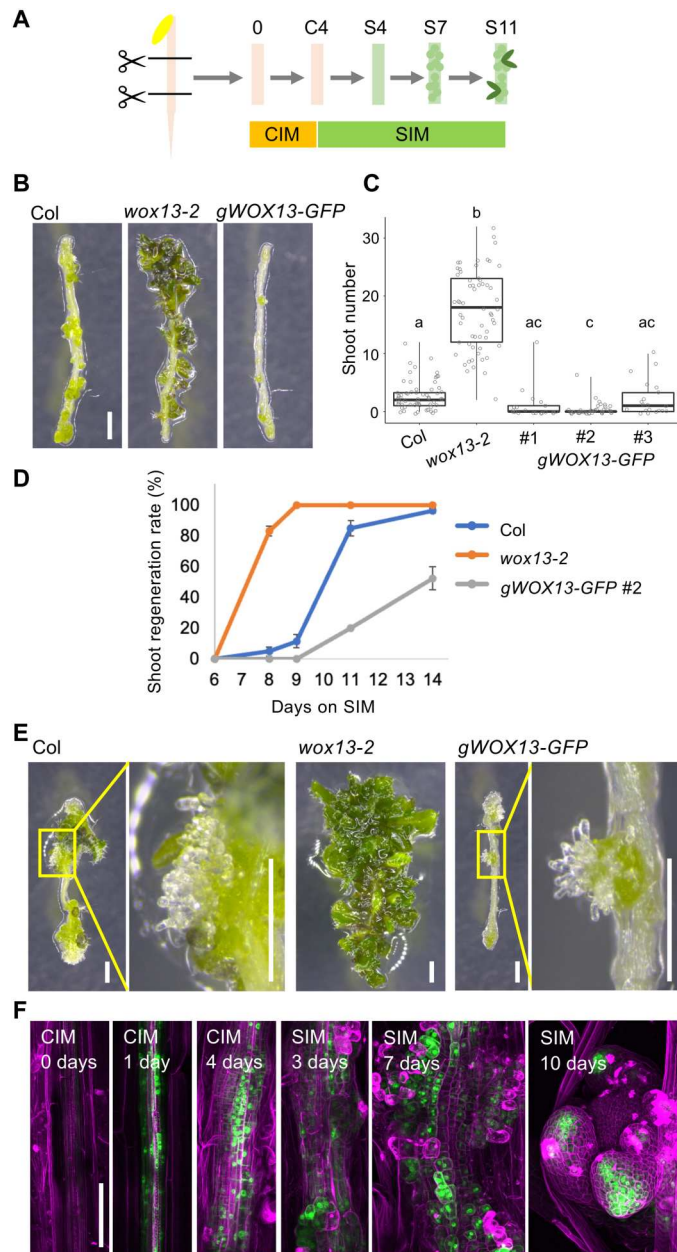 A
0 C4 S4 S7 S11
CIM SIM
B
Col wox13-2 gWOX13-GFP
C
b
a ac c ac
Shoot number
30
20
10
0
Col wox13-2 #1 #2 #3
gWOX13-GFP
D
Shoot regeneration rate (%)
100
80
60
40
20
0
6 7 8 9 10 11 12 13 14
Days on SIM
Col
wox13-2
gWOX13-GFP #2
E
Col wox13-2 gWOX13-GFP
F
CIM CIM CIM SIM SIM SIM
0 days 1 day 4 days 3 days 7 days 10 days